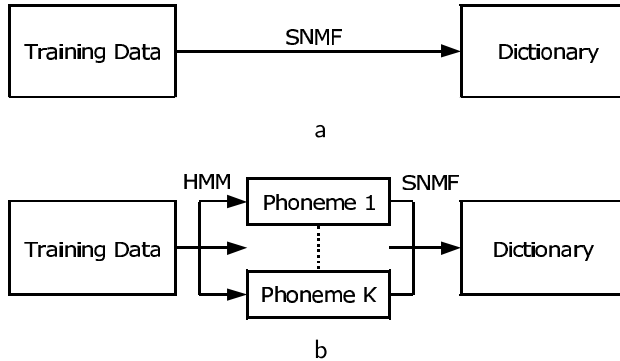 SNMF
Training Data
Dictionary
a
HMM
SNMF
Phoneme 1
Training Data
Dictionary
Phoneme K
b